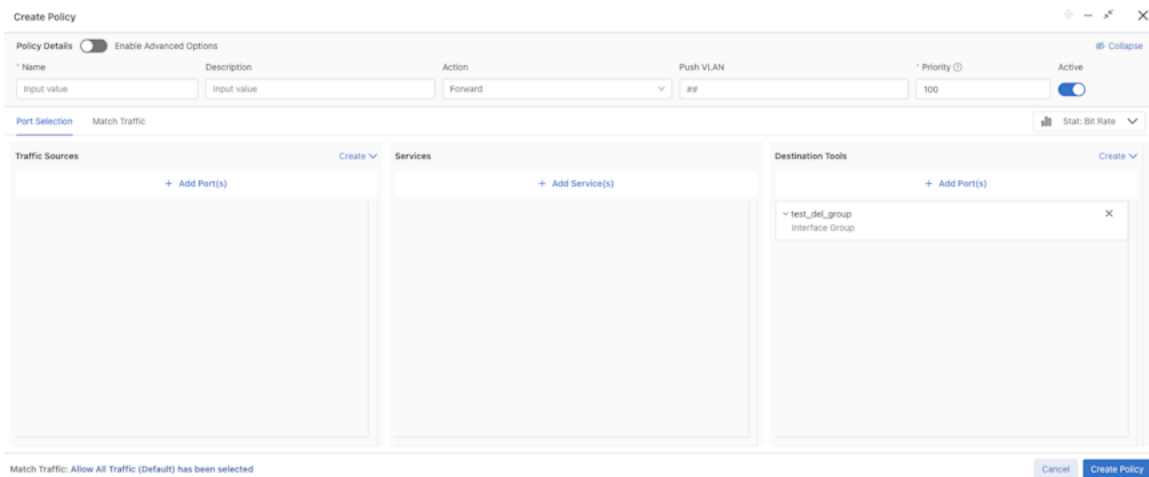 Create Policy
Policy Details Enable Advanced Options Collapse
* Name Description Action Push VLAN * Priority Active
Input value Input value Forward ## 100
Port Selection Match Traffic Stat: Bit Rate
Traffic Sources Create Services Destination Tools Create
+ Add Port(s) + Add Service(s) + Add Port(s)
test_del_group
Interface Group
Match Traffic: Allow All Traffic (Default) has been selected Cancel Create Policy